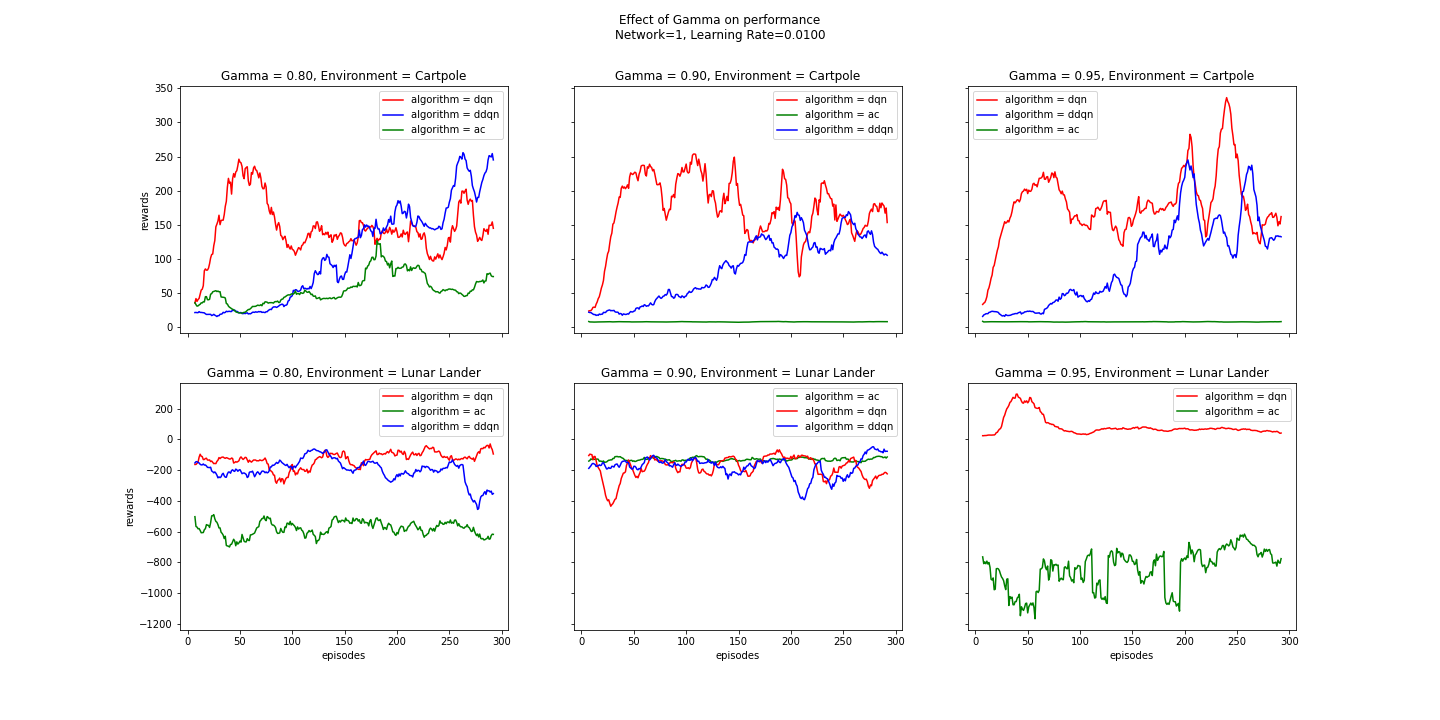 Effect of Gamma on performance
Network=1, Learning Rate=0.0100
Gamma = 0.80, Environment = Cartpole
Gamma = 0.90, Environment = Cartpole
Gamma = 0.95, Environment = Cartpole
350
300
250
200
150
100
50
0
rewards
algorithm = dqn
algorithm = ddqn
algorithm = ac
algorithm = dqn
algorithm = ac
algorithm = ddqn
algorithm = dqn
algorithm = ddqn
algorithm = ac
Gamma = 0.80, Environment = Lunar Lander
Gamma = 0.90, Environment = Lunar Lander
Gamma = 0.95, Environment = Lunar Lander
200
0
−200
−400
−600
−800
−1000
−1200
rewards
algorithm = dqn
algorithm = ac
algorithm = ddqn
algorithm = ac
algorithm = dqn
algorithm = ddqn
algorithm = dqn
algorithm = ac
0 50 100 150 200 250 300
episodes
0 50 100 150 200 250 300
episodes
0 50 100 150 200 250 300
episodes